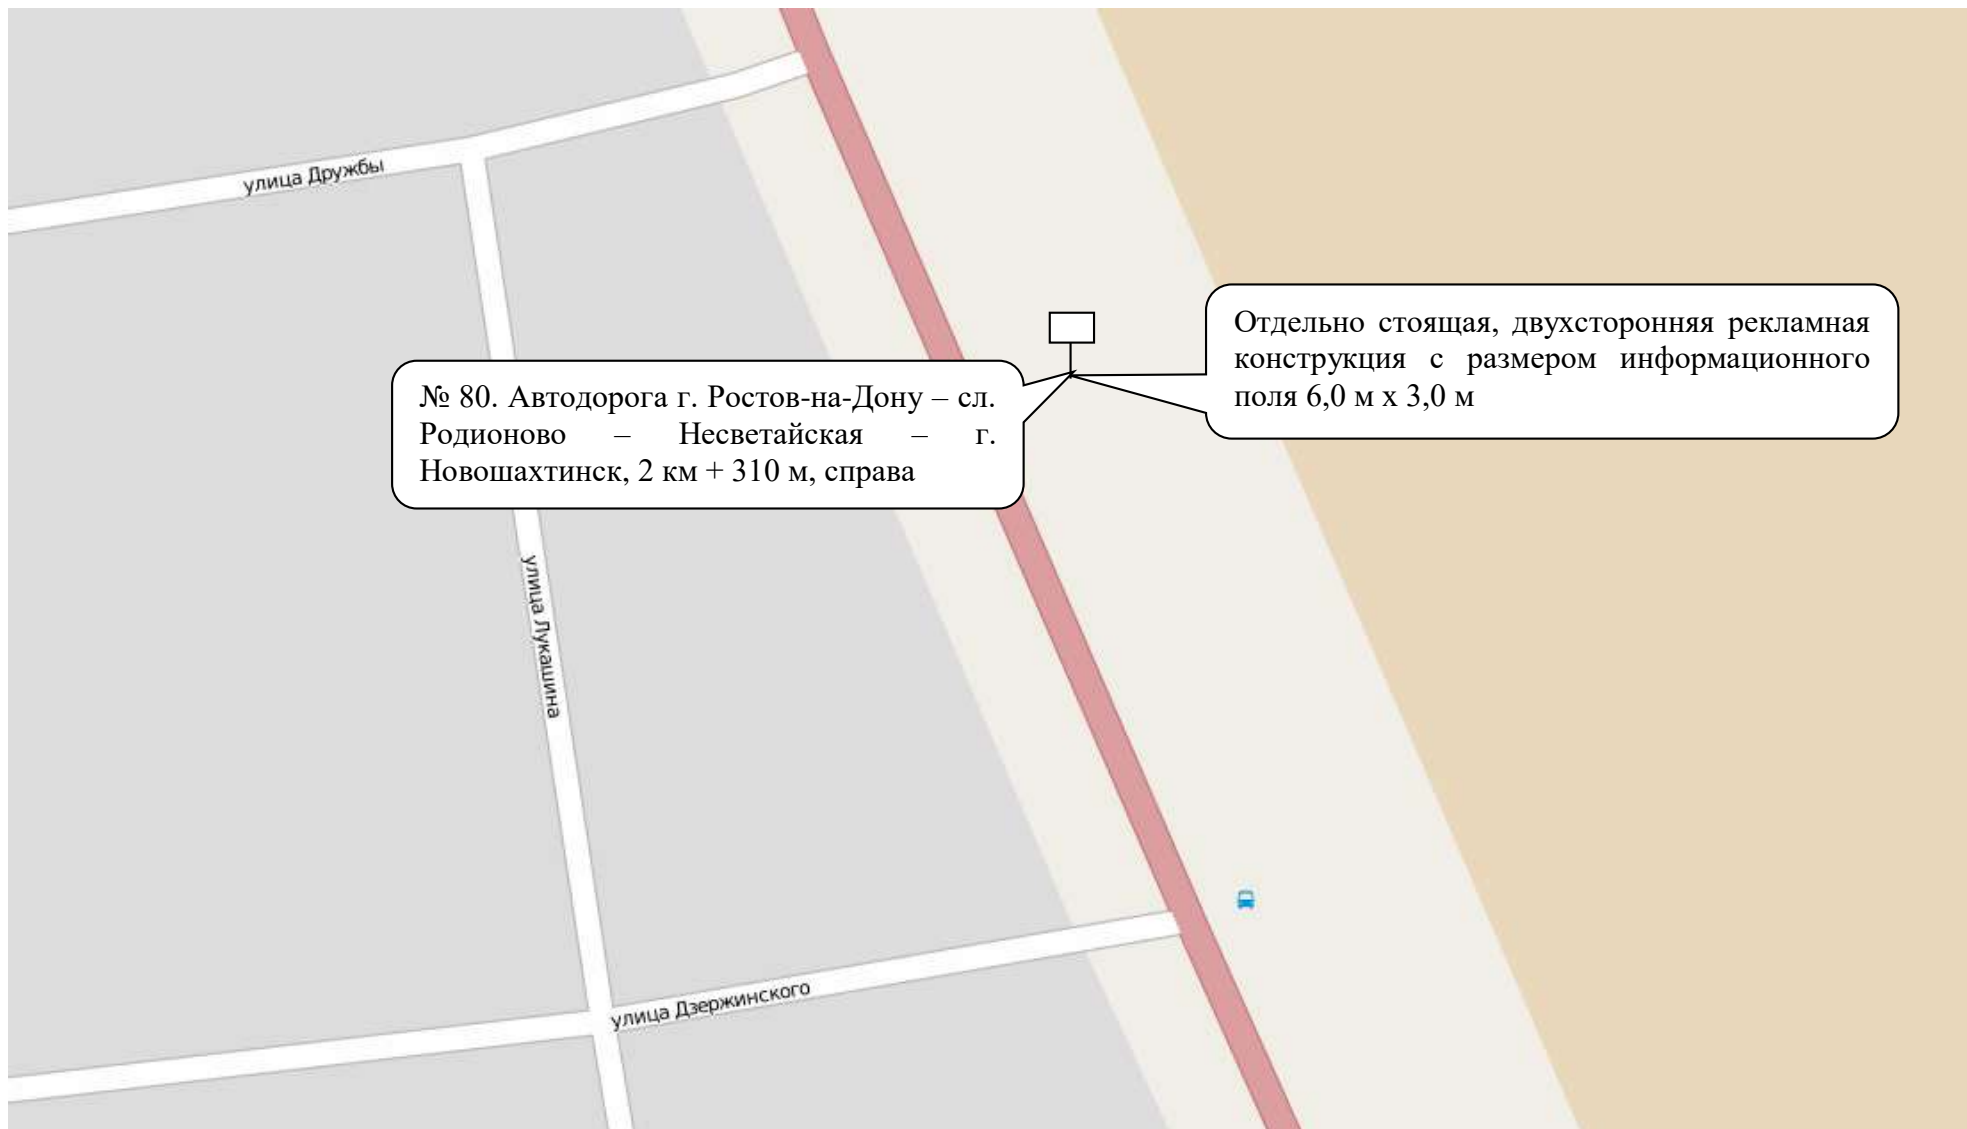 улица Дружбы
Отдельно стоящая, двухсторонняя рекламная
конструкция с размером информационного
поля 6,0 м х 3,0 м
№ 80. Автодорога г. Ростов-на-Дону – сл.
Родионово – Несветайская – г.
Новошахтинск, 2 км + 310 м, справа
улица Лукашина
улица Дзержинского